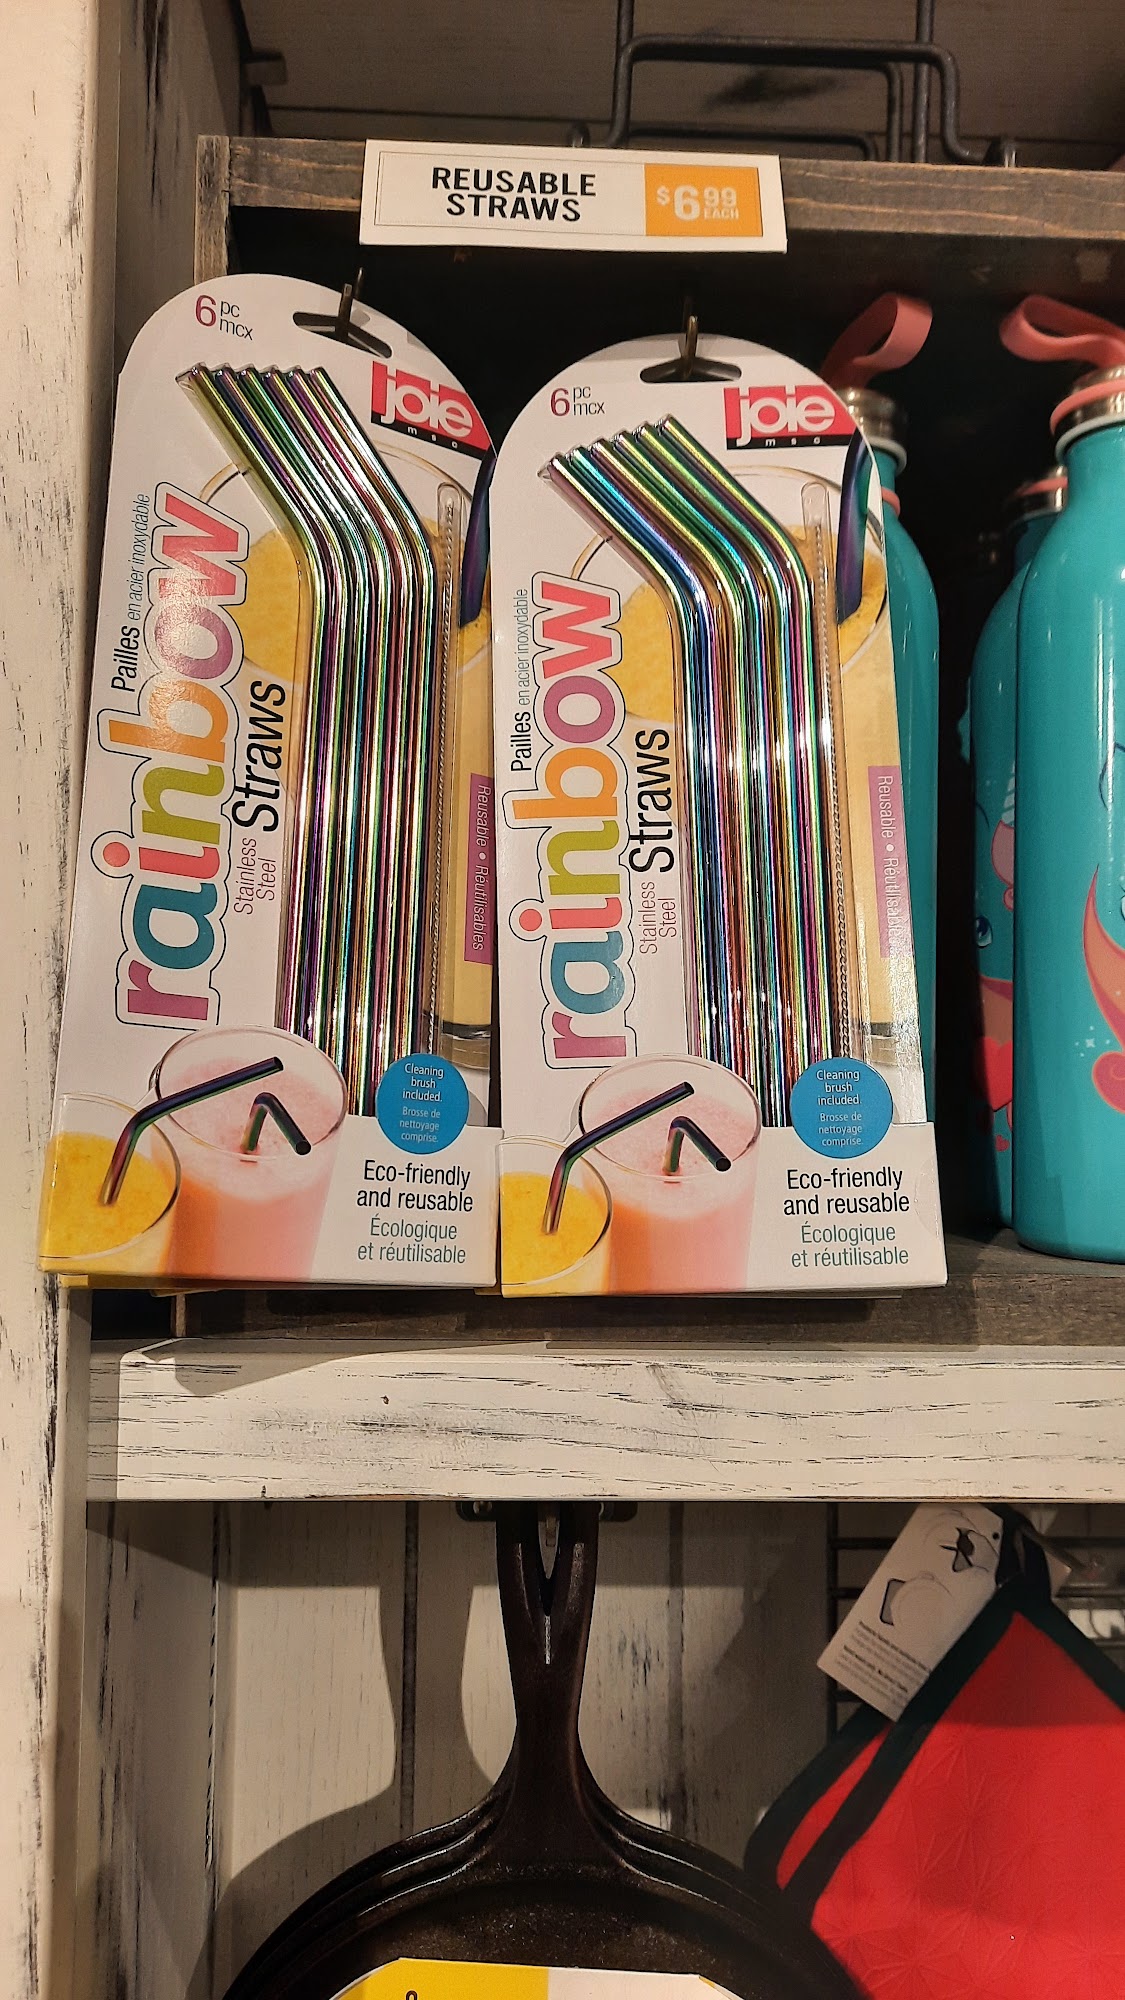 REUSABLE
STRAWS
$6.99
EACH
6 pc
mcx
joie
msc
Pailles en acier inoxydable
rainbow
Stainless
Steel
Straws
Reusable • Réutilisables
Cleaning
brush
included.
Brosse de
nettoyage
comprise.
Eco-friendly
and reusable
Écologique
et réutilisable
6 pc
mcx
joie
msc
Pailles en acier inoxydable
rainbow
Stainless
Steel
Straws
Reusable • Réutilisables
Cleaning
brush
included.
Brosse de
nettoyage
comprise.
Eco-friendly
and reusable
Écologique
et réutilisable